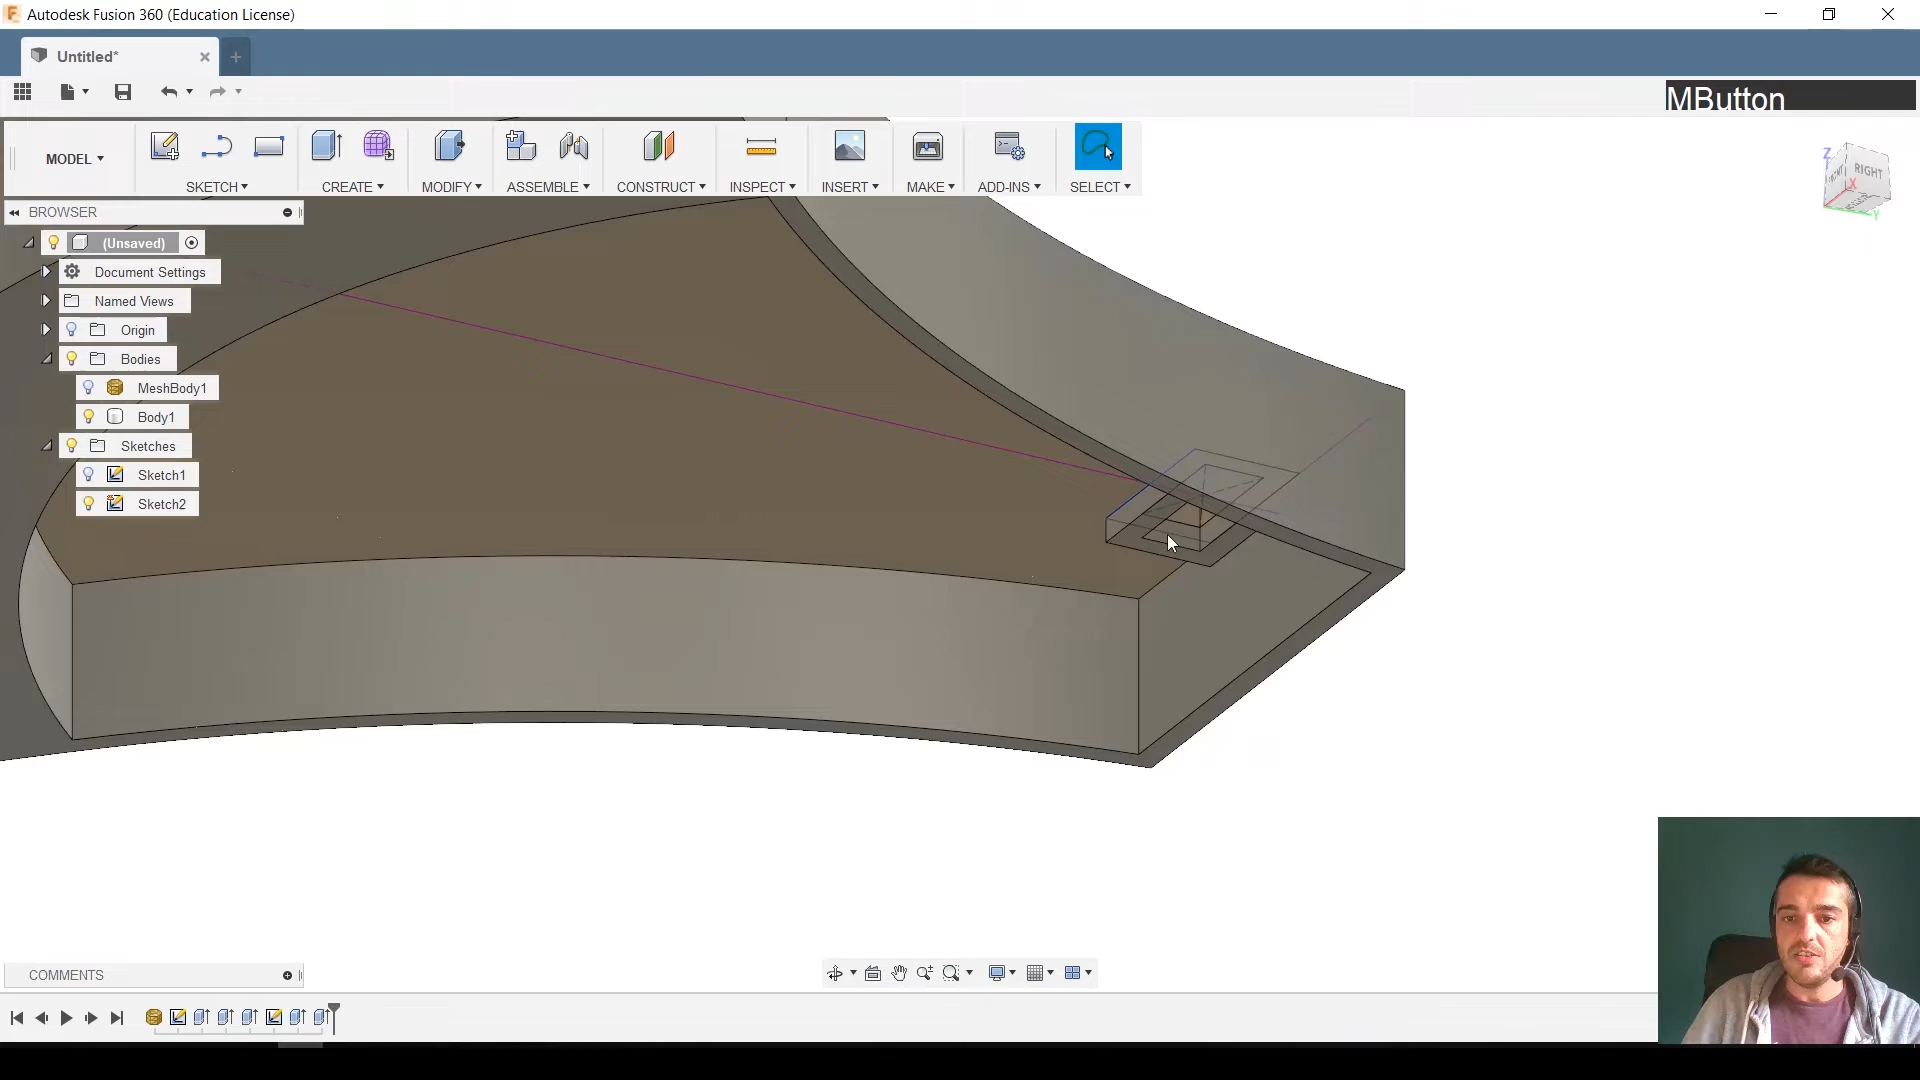 Autodesk Fusion 360 (Education License)
Untitled*
MButton
MODEL
SKETCH
CREATE
MODIFY
ASSEMBLE
CONSTRUCT
INSPECT
INSERT
MAKE
ADD-INS
SELECT
Z
RIGHT
X
Y
BROWSER
(Unsaved)
Document Settings
Named Views
Origin
Bodies
MeshBody1
Body1
Sketches
Sketch1
Sketch2
COMMENTS